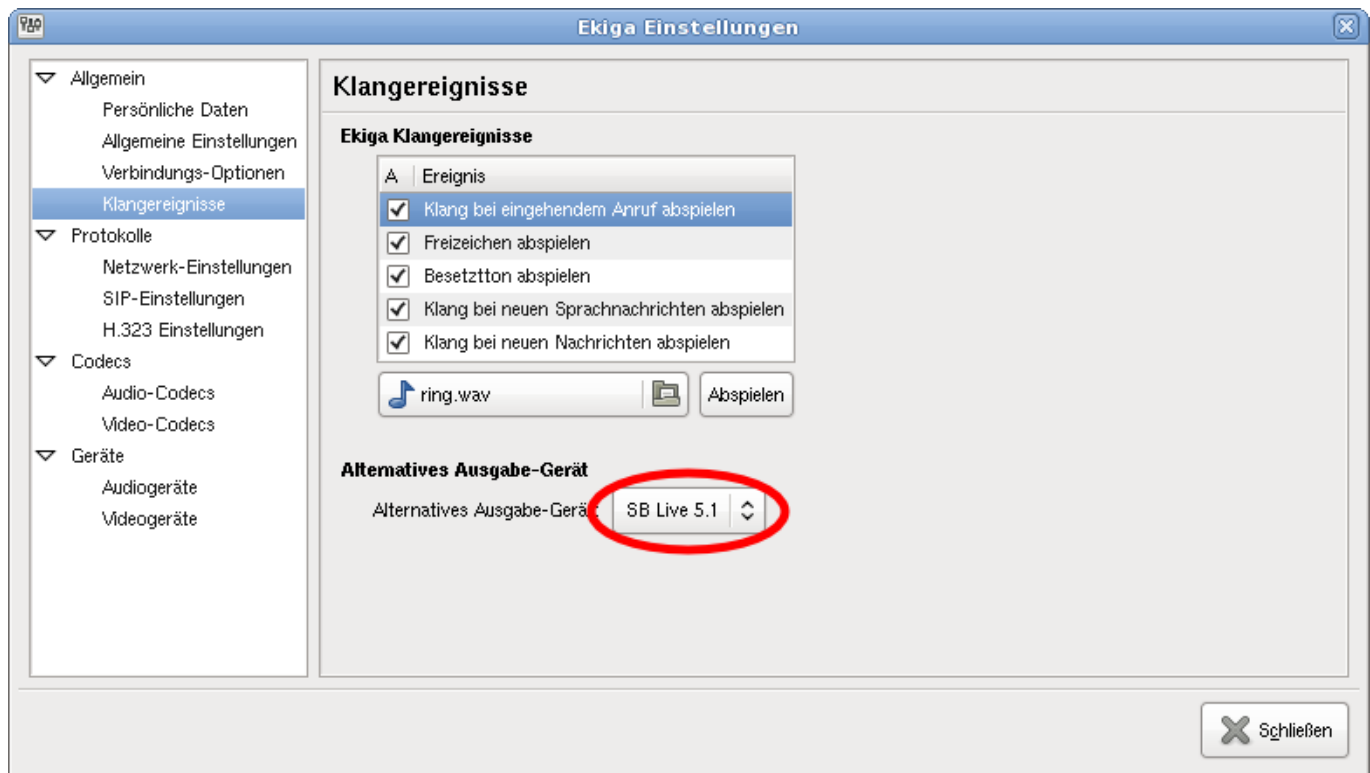 Ekiga Einstellungen
Allgemein
Persönliche Daten
Allgemeine Einstellungen
Verbindungs-Optionen
Klangereignisse
Protokolle
Netzwerk-Einstellungen
SIP-Einstellungen
H.323 Einstellungen
Codecs
Audio-Codecs
Video-Codecs
Geräte
Audiogeräte
Videogeräte
Klangereignisse
Ekiga Klangereignisse
A Ereignis
Klang bei eingehendem Anruf abspielen
Freizeichen abspielen
Besetztton abspielen
Klang bei neuen Sprachnachrichten abspielen
Klang bei neuen Nachrichten abspielen
ring.wav Abspielen
Alternatives Ausgabe-Gerät
Alternatives Ausgabe-Gerät: SB Live 5.1
Schließen